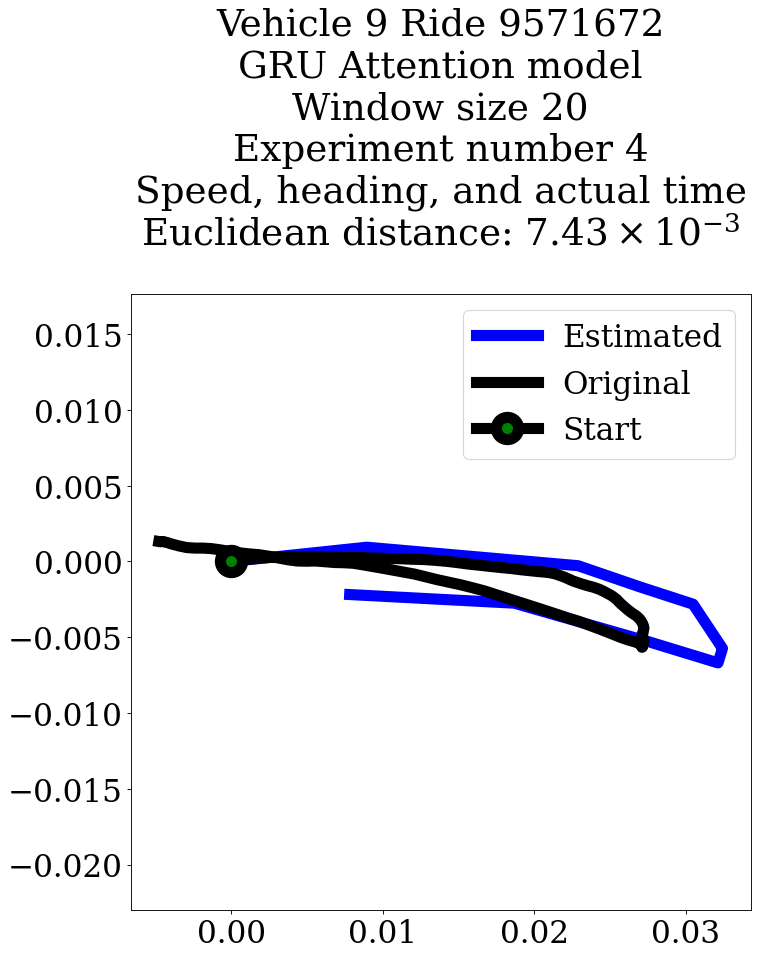 Vehicle 9 Ride 9571672
GRU Attention model
Window size 20
Experiment number 4
Speed, heading, and actual time
Euclidean distance: 7.43 × 10⁻³
Estimated
Original
Start
0.015
0.010
0.005
0.000
−0.005
−0.010
−0.015
−0.020
0.00 0.01 0.02 0.03